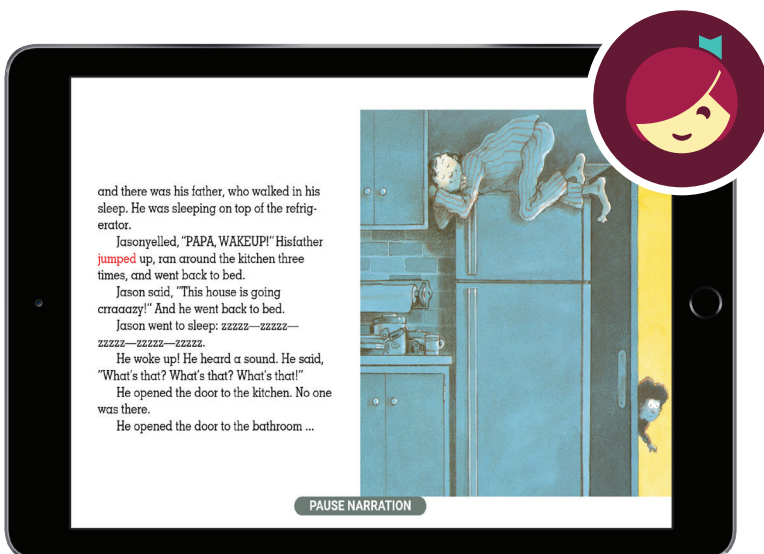 and there was his father, who walked in his
sleep. He was sleeping on top of the refrig-
erator.
Jasonyelled, “PAPA, WAKEUP!” Hisfather
jumped up, ran around the kitchen three
times, and went back to bed.
Jason said, “This house is going
crraaazy!” And he went back to bed.
Jason went to sleep: zzzzz—zzzzz—
zzzzz—zzzzz—zzzzz.
He woke up! He heard a sound. He said,
“What’s that? What’s that? What’s that!”
He opened the door to the kitchen. No one
was there.
He opened the door to the bathroom ...
PAUSE NARRATION